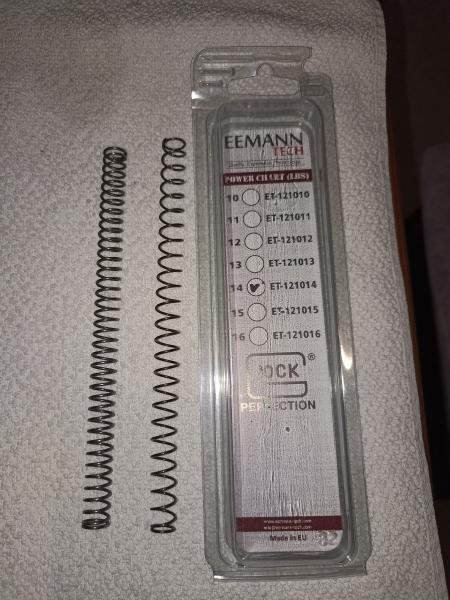 EEMANN
TECH
POWER CHART (LBS)
10 ET-121010
11 ET-121011
12 ET-121012
13 ET-121013
14 ET-121014
15 ET-121015
16 ET-121016
®
PERFECTION
Made in EU